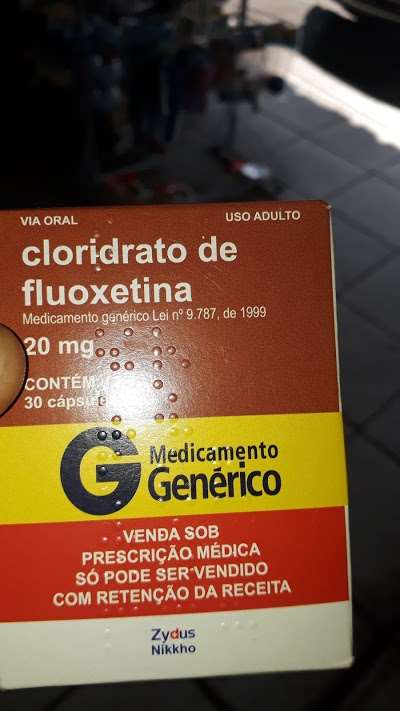 VIA ORAL USO ADULTO
cloridrato de
fluoxetina
Medicamento genérico Lei nº 9.787, de 1999
20 mg
CONTÉM
30 cápsu
G Medicamento
Genérico
VENDA SOB
PRESCRIÇÃO MÉDICA
SÓ PODE SER VENDIDO
COM RETENÇÃO DA RECEITA
Zydus
Nikkho